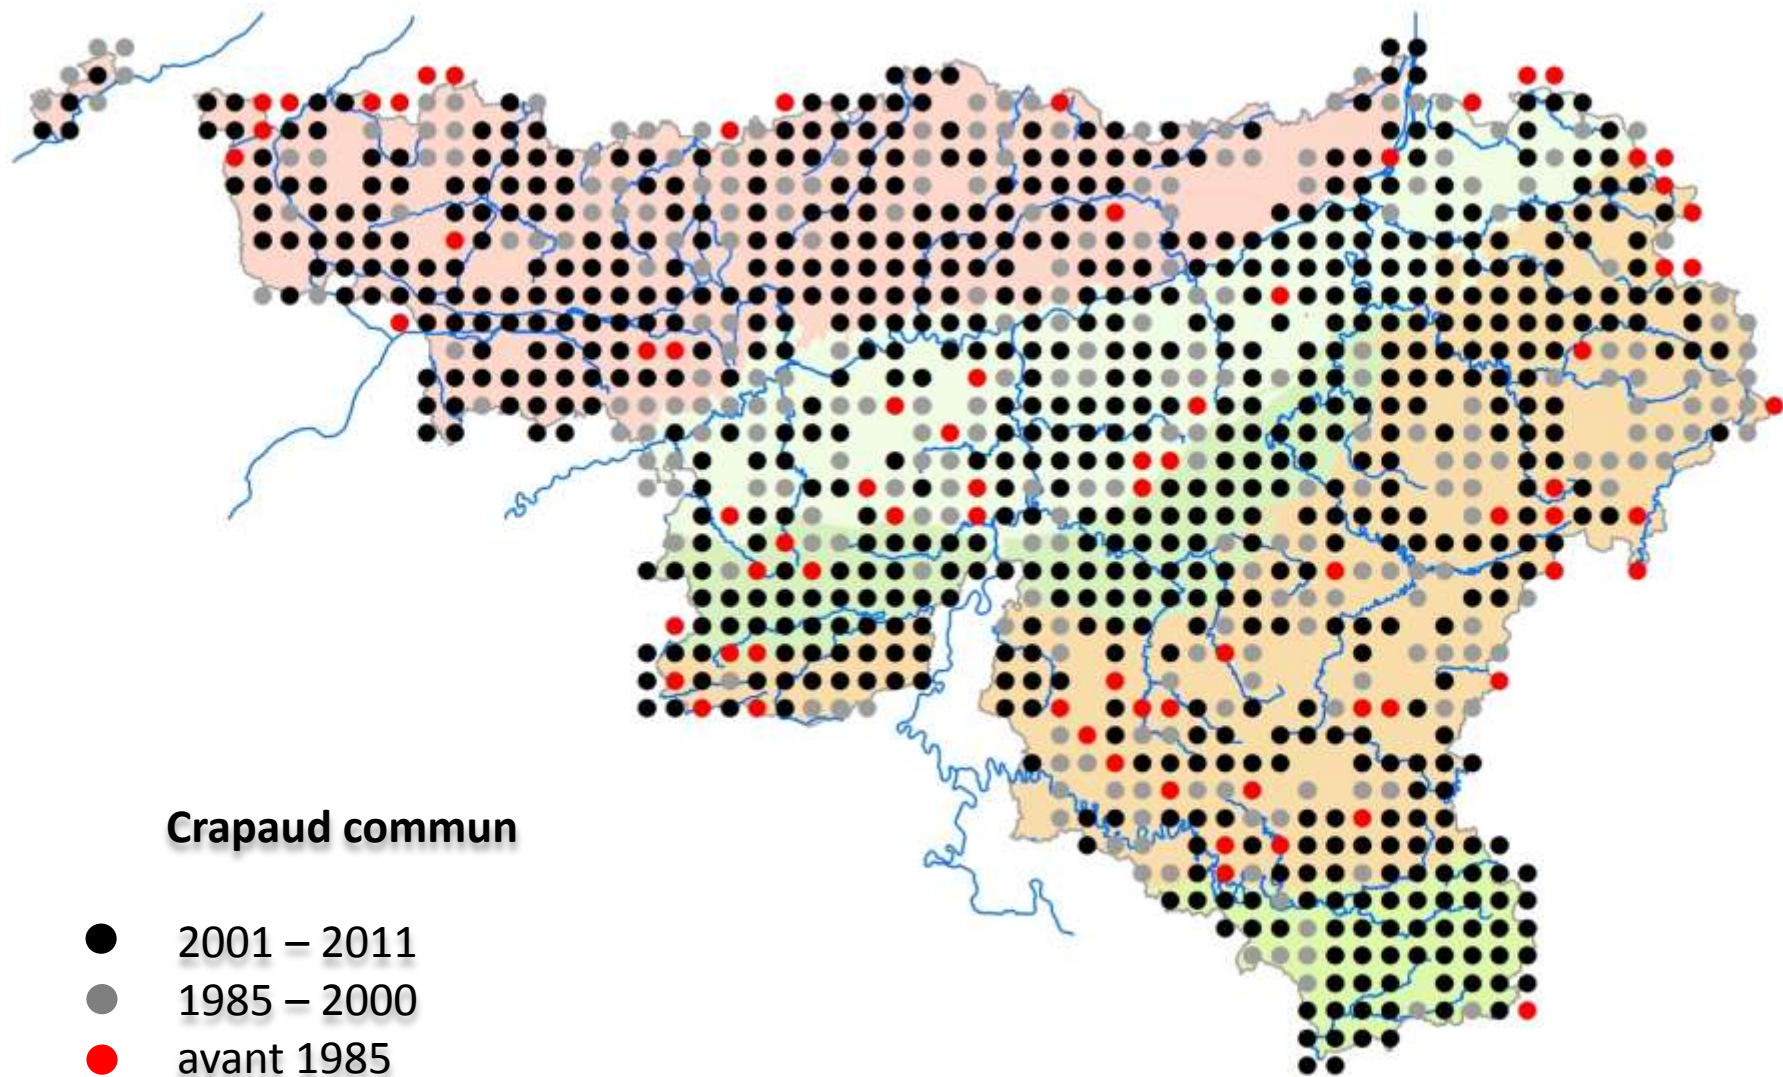 Crapaud commun
2001 – 2011
1985 – 2000
avant 1985